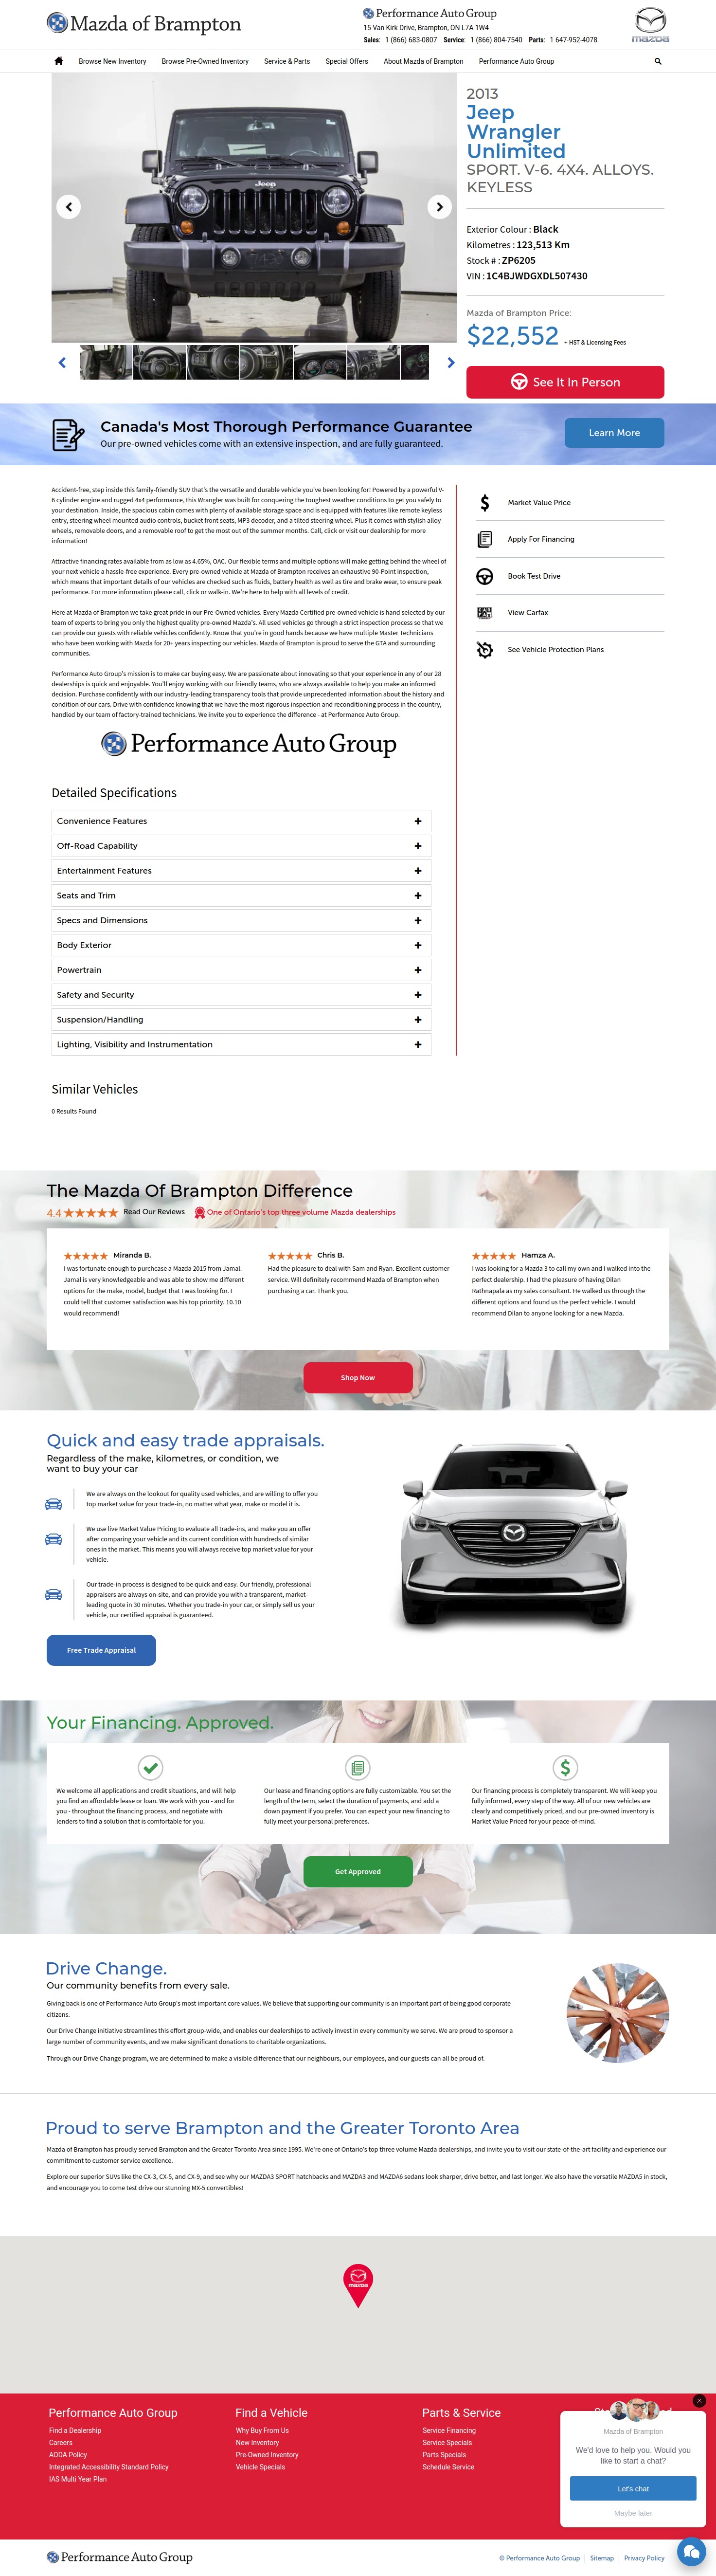 Mazda of Brampton
Performance Auto Group
15 Van Kirk Drive, Brampton, ON L7A 1W4
Sales: 1 (866) 683-0807 Service: 1 (866) 804-7540 Parts: 1 647-952-4078
mazda
Browse New Inventory Browse Pre-Owned Inventory Service & Parts Special Offers About Mazda of Brampton Performance Auto Group
Jeep
2013
Jeep
Wrangler
Unlimited
SPORT. V-6. 4X4. ALLOYS.
KEYLESS
Exterior Colour : Black
Kilometres : 123,513 Km
Stock # : ZP6205
VIN : 1C4BJWDGXDL507430
Mazda of Brampton Price:
$22,552 + HST & Licensing Fees
See It In Person
Canada's Most Thorough Performance Guarantee
Our pre-owned vehicles come with an extensive inspection, and are fully guaranteed.
Learn More
Accident-free, step inside this family-friendly SUV that's the versatile and durable vehicle you've been looking for! Powered by a powerful V-
6 cylinder engine and rugged 4x4 performance, this Wrangler was built for conquering the toughest weather conditions to get you safely to
your destination. Inside, the spacious cabin comes with plenty of available storage space and is equipped with features like remote keyless
entry, steering wheel mounted audio controls, bucket front seats, MP3 decoder, and a tilted steering wheel. Plus it comes with stylish alloy
wheels, removable doors, and a removable roof to get the most out of the summer months. Call, click or visit our dealership for more
information!
Attractive financing rates available from as low as 4.65%, OAC. Our flexible terms and multiple options will make getting behind the wheel of
your next vehicle a hassle-free experience. Every pre-owned vehicle at Mazda of Brampton receives an exhaustive 90-Point inspection,
which means that important details of our vehicles are checked such as fluids, battery health as well as tire and brake wear, to ensure peak
performance. For more information please call, click or walk-in. We're here to help with all levels of credit.
Here at Mazda of Brampton we take great pride in our Pre-Owned vehicles. Every Mazda Certified pre-owned vehicle is hand selected by our
team of experts to bring you only the highest quality pre-owned Mazda's. All used vehicles go through a strict inspection process so that we
can provide our guests with reliable vehicles confidently. Know that you're in good hands because we have multiple Master Technicians
who have been working with Mazda for 20+ years inspecting our vehicles. Mazda of Brampton is proud to serve the GTA and surrounding
communities.
Performance Auto Group's mission is to make car buying easy. We are passionate about innovating so that your experience in any of our 28
dealerships is quick and enjoyable. You'll enjoy working with our friendly teams, who are always available to help you make an informed
decision. Purchase confidently with our industry-leading transparency tools that provide unprecedented information about the history and
condition of our cars. Drive with confidence knowing that we have the most rigorous inspection and reconditioning process in the country,
handled by our team of factory-trained technicians. We invite you to experience the difference - at Performance Auto Group.
Performance Auto Group
Market Value Price
Apply For Financing
Book Test Drive
View Carfax
See Vehicle Protection Plans
Detailed Specifications
Convenience Features +
Off-Road Capability +
Entertainment Features +
Seats and Trim +
Specs and Dimensions +
Body Exterior +
Powertrain +
Safety and Security +
Suspension/Handling +
Lighting, Visibility and Instrumentation +
Similar Vehicles
0 Results Found
The Mazda Of Brampton Difference
4.4 ★★★★★ Read Our Reviews One of Ontario's top three volume Mazda dealerships
★★★★★ Miranda B.
I was fortunate enough to purchcase a Mazda 2015 from Jamal.
Jamal is very knowledgeable and was able to show me different
options for the make, model, budget that I was looking for. I
could tell that customer satisfaction was his top priority. 10.10
would recommend!
★★★★★ Chris B.
Had the pleasure to deal with Sam and Ryan. Excellent customer
service. Will definitely recommend Mazda of Brampton when
purchasing a car. Thank you.
★★★★★ Hamza A.
I was looking for a Mazda 3 to call my own and I walked into the
perfect dealership. I had the pleasure of having Dilan
Rathnapala as my sales consultant. He walked us through the
different options and found us the perfect vehicle. I would
recommend Dilan to anyone looking for a new Mazda.
Shop Now
Quick and easy trade appraisals.
Regardless of the make, kilometres, or condition, we
want to buy your car
We are always on the lookout for quality used vehicles, and are willing to offer you
top market value for your trade-in, no matter what year, make or model it is.
We use live Market Value Pricing to evaluate all trade-ins, and make you an offer
after comparing your vehicle and its current condition with hundreds of similar
ones in the market. This means you will always receive top market value for your
vehicle.
Our trade-in process is designed to be quick and easy. Our friendly, professional
appraisers are always on-site, and can provide you with a transparent, market-
leading quote in 30 minutes. Whether you trade-in your car, or simply sell us your
vehicle, our certified appraisal is guaranteed.
Free Trade Appraisal
Your Financing. Approved.
We welcome all applications and credit situations, and will help
you find an affordable lease or loan. We work with you - and for
you - throughout the financing process, and negotiate with
lenders to find a solution that is comfortable for you.
Our lease and financing options are fully customizable. You set the
length of the term, select the duration of payments, and add a
down payment if you prefer. You can expect your new financing to
fully meet your personal preferences.
Our financing process is completely transparent. We will keep you
fully informed, every step of the way. All of our new vehicles are
clearly and competitively priced, and our pre-owned inventory is
Market Value Priced for your peace-of-mind.
Get Approved
Drive Change.
Our community benefits from every sale.
Giving back is one of Performance Auto Group's most important core values. We believe that supporting our community is an important part of being good corporate
citizens.
Our Drive Change initiative streamlines this effort group-wide, and enables our dealerships to actively invest in every community we serve. We are proud to sponsor a
large number of community events, and we make significant donations to charitable organizations.
Through our Drive Change program, we are determined to make a visible difference that our neighbours, our employees, and our guests can all be proud of.
Proud to serve Brampton and the Greater Toronto Area
Mazda of Brampton has proudly served Brampton and the Greater Toronto Area since 1995. We're one of Ontario's top three volume Mazda dealerships, and invite you to visit our state-of-the-art facility and experience our
commitment to customer service excellence.
Explore our superior SUVs like the CX-3, CX-5, and CX-9, and see why our MAZDA3 SPORT hatchbacks and MAZDA3 and MAZDA6 sedans look sharper, drive better, and last longer. We also have the versatile MAZDA5 in stock,
and encourage you to come test drive our stunning MX-5 convertibles!
mazda
Performance Auto Group
Find a Dealership
Careers
AODA Policy
Integrated Accessibility Standard Policy
IAS Multi Year Plan
Find a Vehicle
Why Buy From Us
New Inventory
Pre-Owned Inventory
Vehicle Specials
Parts & Service
Service Financing
Service Specials
Parts Specials
Schedule Service
Mazda of Brampton
We'd love to help you. Would you
like to start a chat?
Let's chat
Maybe later
Performance Auto Group
© Performance Auto Group Sitemap Privacy Policy